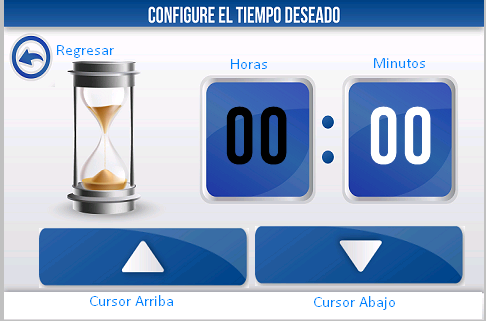 CONFIGURE EL TIEMPO DESEADO
Regresar
Horas
Minutos
00 : 00
Cursor Arriba
Cursor Abajo